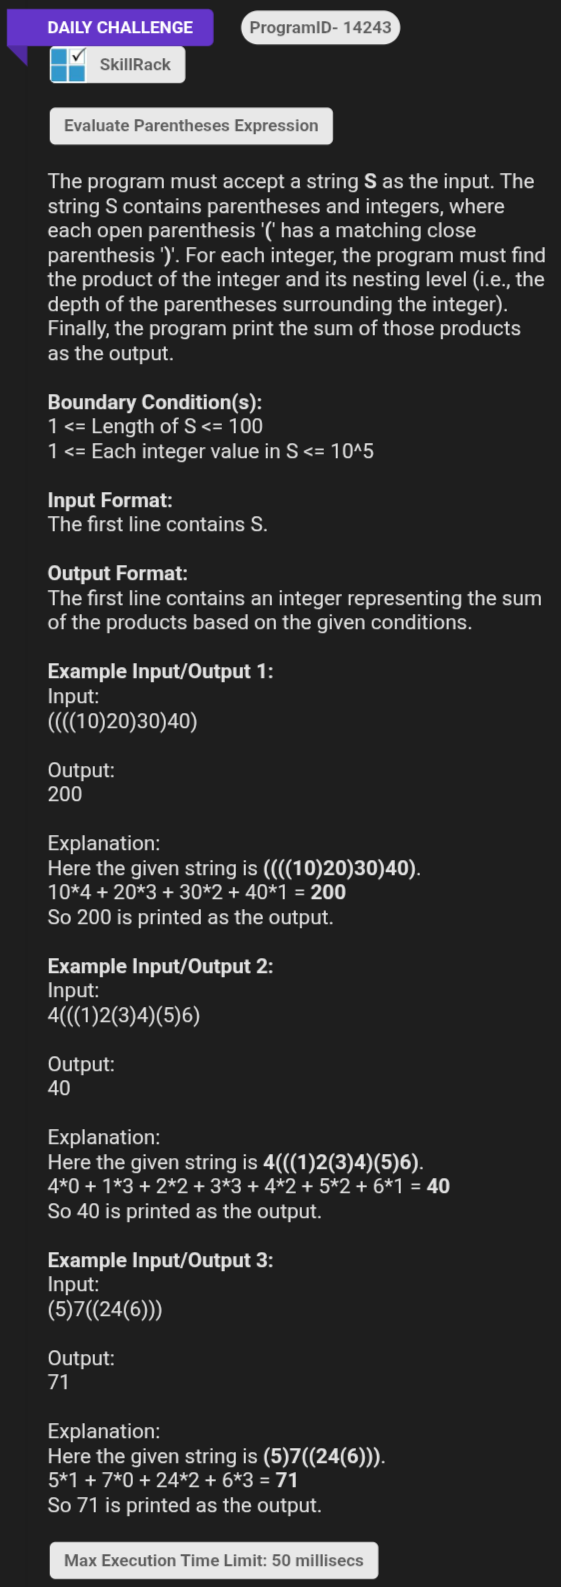 DAILY CHALLENGE
ProgramID- 14243
SkillRack
Evaluate Parentheses Expression
The program must accept a string S as the input. The
string S contains parentheses and integers, where
each open parenthesis '(' has a matching close
parenthesis ')'. For each integer, the program must find
the product of the integer and its nesting level (i.e., the
depth of the parentheses surrounding the integer).
Finally, the program print the sum of those products
as the output.
Boundary Condition(s):
1 <= Length of S <= 100
1 <= Each integer value in S <= 10^5
Input Format:
The first line contains S.
Output Format:
The first line contains an integer representing the sum
of the products based on the given conditions.
Example Input/Output 1:
Input:
((((10)20)30)40)
Output:
200
Explanation:
Here the given string is ((((10)20)30)40).
10*4 + 20*3 + 30*2 + 40*1 = 200
So 200 is printed as the output.
Example Input/Output 2:
Input:
4(((1)2(3)4)(5)6)
Output:
40
Explanation:
Here the given string is 4(((1)2(3)4)(5)6).
4*0 + 1*3 + 2*2 + 3*3 + 4*2 + 5*2 + 6*1 = 40
So 40 is printed as the output.
Example Input/Output 3:
Input:
(5)7((24(6)))
Output:
71
Explanation:
Here the given string is (5)7((24(6))).
5*1 + 7*0 + 24*2 + 6*3 = 71
So 71 is printed as the output.
Max Execution Time Limit: 50 millisecs